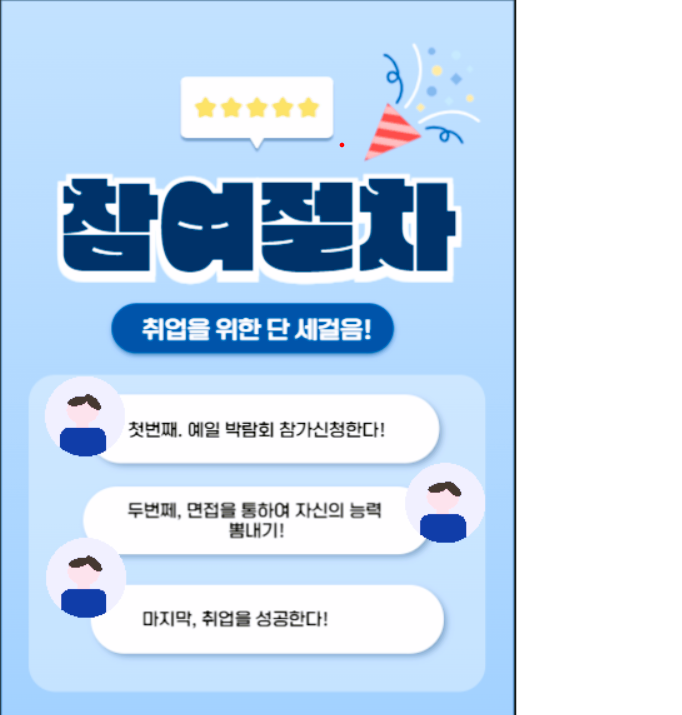 참여절차
취업을 위한 단 세걸음!
첫번째. 예일 박람회 참가신청한다!
두번쩨, 면접을 통하여 자신의 능력
뽐내기!
마지막, 취업을 성공한다!